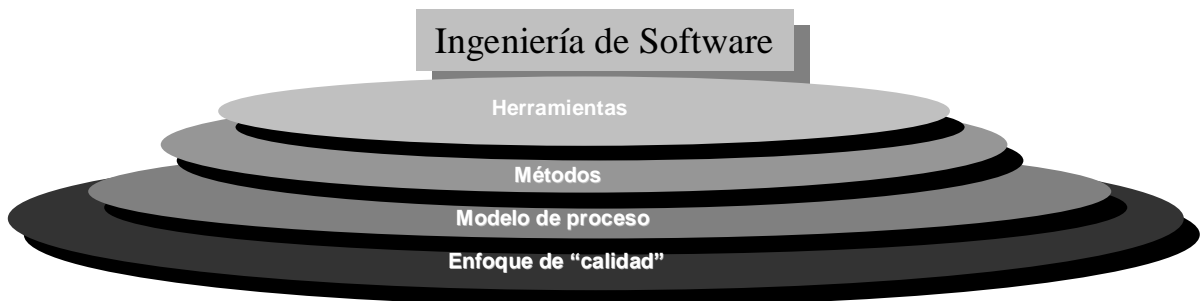 Ingeniería de Software
Herramientas
Métodos
Modelo de proceso
Enfoque de “calidad”